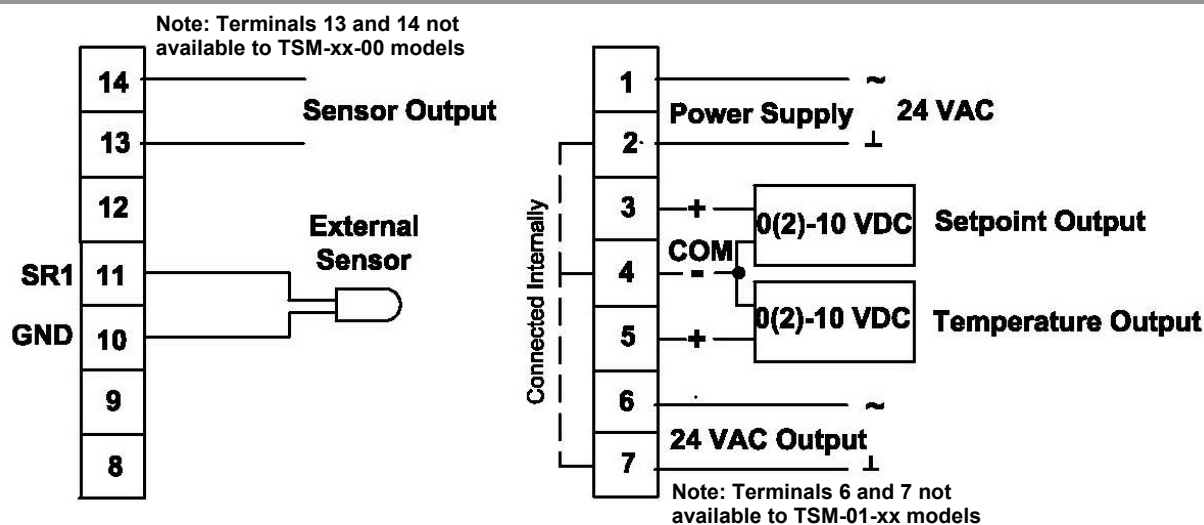 Note: Terminals 13 and 14 not
available to TSM-xx-00 models
14
Sensor Output
13
12
External
Sensor
SR1 11
GND 10
9
8
1 ~
Power Supply 24 VAC
2 ⊥
3 + 0(2)-10 VDC Setpoint Output
COM
4 -
0(2)-10 VDC Temperature Output
5 +
6 ~
24 VAC Output
7 ⊥
Connected Internally
Note: Terminals 6 and 7 not
available to TSM-01-xx models